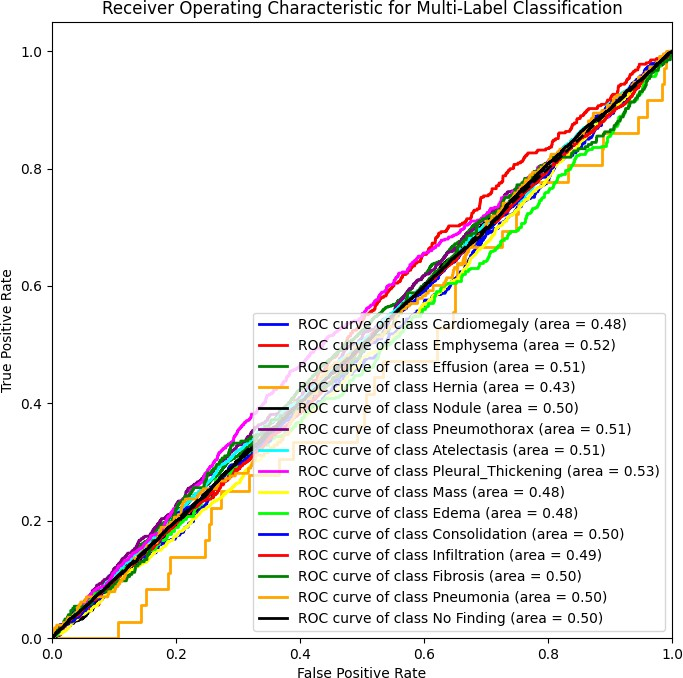 Receiver Operating Characteristic for Multi-Label Classification
1.0
0.8
0.6
0.4
0.2
0.0
True Positive Rate
ROC curve of class Cardiomegaly (area = 0.48)
ROC curve of class Emphysema (area = 0.52)
ROC curve of class Effusion (area = 0.51)
ROC curve of class Hernia (area = 0.43)
ROC curve of class Nodule (area = 0.50)
ROC curve of class Pneumothorax (area = 0.51)
ROC curve of class Atelectasis (area = 0.51)
ROC curve of class Pleural_Thickening (area = 0.53)
ROC curve of class Mass (area = 0.48)
ROC curve of class Edema (area = 0.48)
ROC curve of class Consolidation (area = 0.50)
ROC curve of class Infiltration (area = 0.49)
ROC curve of class Fibrosis (area = 0.50)
ROC curve of class Pneumonia (area = 0.50)
ROC curve of class No Finding (area = 0.50)
0.0 0.2 0.4 0.6 0.8 1.0
False Positive Rate